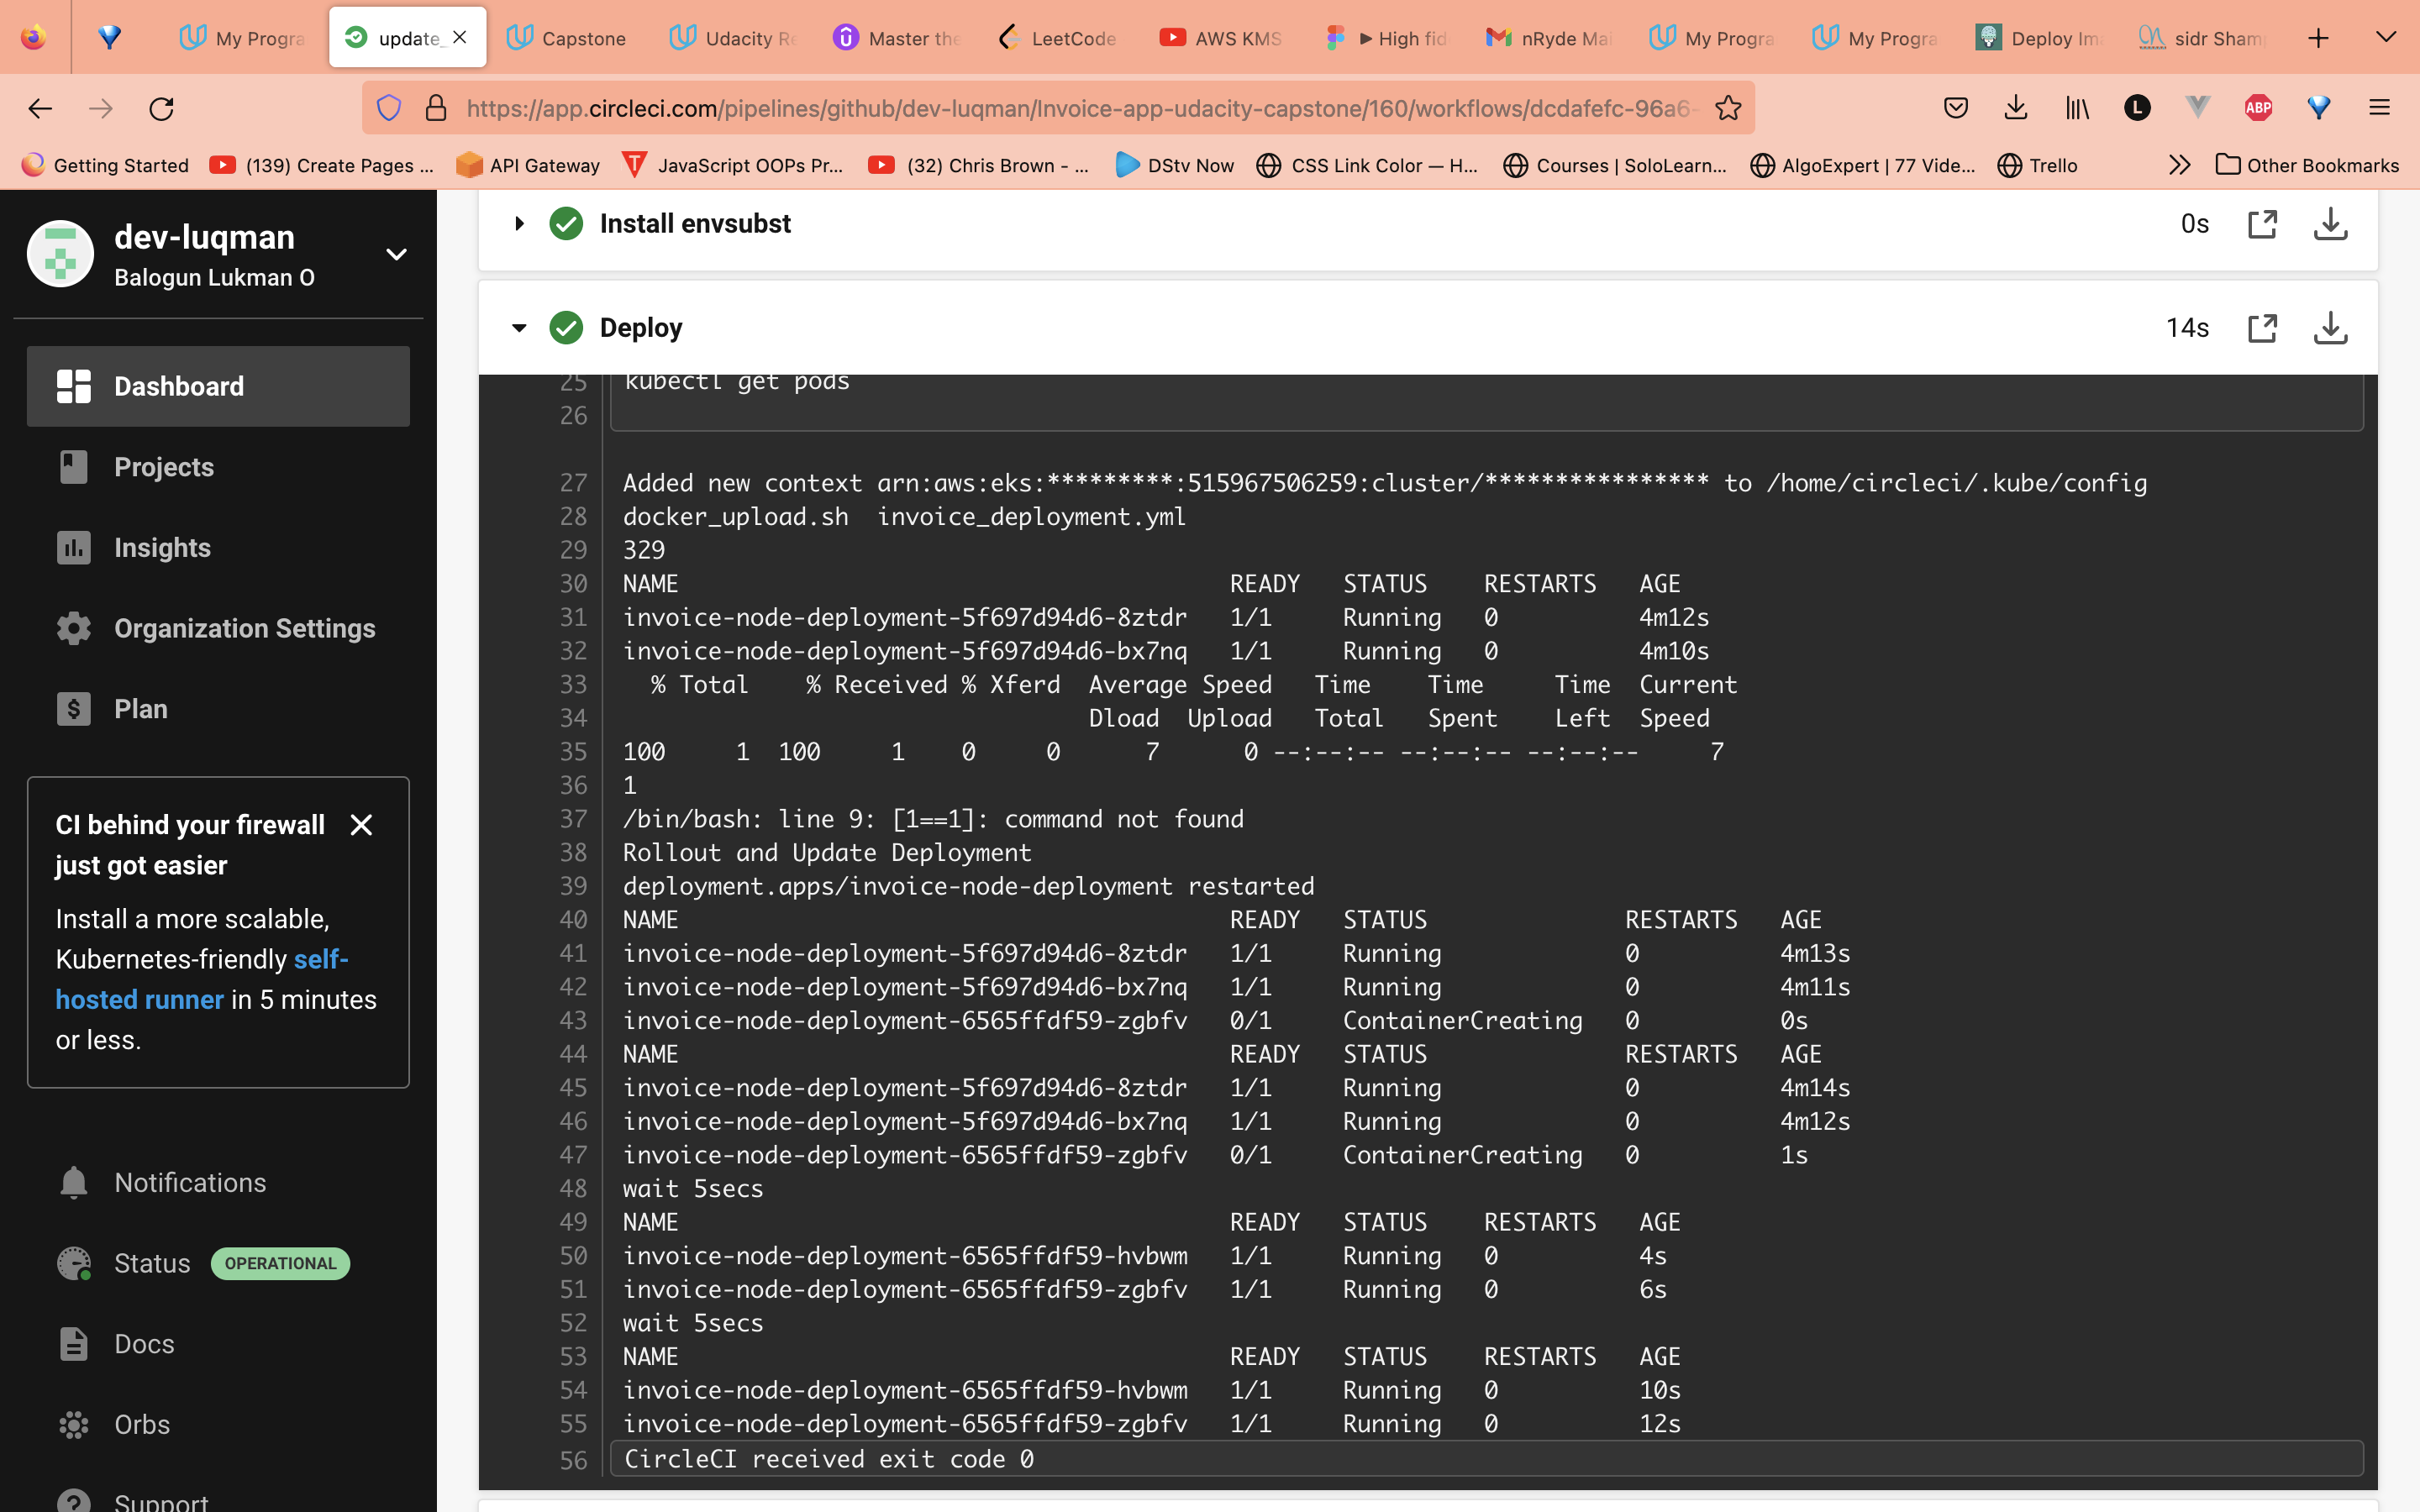 My Progra
update_
Capstone
Udacity Re
Master the
LeetCode
AWS KMS
High fid
nRyde Mai
My Progra
My Progra
Deploy Ima
sidr Sham
https://app.circleci.com/pipelines/github/dev-luqman/Invoice-app-udacity-capstone/160/workflows/dcdafefc-96a6-
L
ABP
Getting Started
(139) Create Pages ...
API Gateway
JavaScript OOPs Pr...
(32) Chris Brown - ...
DStv Now
CSS Link Color — H...
Courses | SoloLearn...
AlgoExpert | 77 Vide...
Trello
Other Bookmarks
dev-luqman
Balogun Lukman O
Dashboard
Projects
Insights
Organization Settings
Plan
CI behind your firewall
just got easier
Install a more scalable,
Kubernetes-friendly self-
hosted runner in 5 minutes
or less.
Notifications
Status OPERATIONAL
Docs
Orbs
Support
Install envsubst 0s
Deploy 14s
25 kubectl get pods
26
27 Added new context arn:aws:eks:*********:515967506259:cluster/**************** to /home/circleci/.kube/config
28 docker_upload.sh  invoice_deployment.yml
29 329
30 NAME READY STATUS RESTARTS AGE
31 invoice-node-deployment-5f697d94d6-8ztdr 1/1 Running 0 4m12s
32 invoice-node-deployment-5f697d94d6-bx7nq 1/1 Running 0 4m10s
33 % Total % Received % Xferd Average Speed Time Time Time Current
34 Dload Upload Total Spent Left Speed
35 100 1 100 1 0 0 7 0 --:--:-- --:--:-- --:--:-- 7
36 1
37 /bin/bash: line 9: [1==1]: command not found
38 Rollout and Update Deployment
39 deployment.apps/invoice-node-deployment restarted
40 NAME READY STATUS RESTARTS AGE
41 invoice-node-deployment-5f697d94d6-8ztdr 1/1 Running 0 4m13s
42 invoice-node-deployment-5f697d94d6-bx7nq 1/1 Running 0 4m11s
43 invoice-node-deployment-6565ffdf59-zgbfv 0/1 ContainerCreating 0 0s
44 NAME READY STATUS RESTARTS AGE
45 invoice-node-deployment-5f697d94d6-8ztdr 1/1 Running 0 4m14s
46 invoice-node-deployment-5f697d94d6-bx7nq 1/1 Running 0 4m12s
47 invoice-node-deployment-6565ffdf59-zgbfv 0/1 ContainerCreating 0 1s
48 wait 5secs
49 NAME READY STATUS RESTARTS AGE
50 invoice-node-deployment-6565ffdf59-hvbwm 1/1 Running 0 4s
51 invoice-node-deployment-6565ffdf59-zgbfv 1/1 Running 0 6s
52 wait 5secs
53 NAME READY STATUS RESTARTS AGE
54 invoice-node-deployment-6565ffdf59-hvbwm 1/1 Running 0 10s
55 invoice-node-deployment-6565ffdf59-zgbfv 1/1 Running 0 12s
56 CircleCI received exit code 0